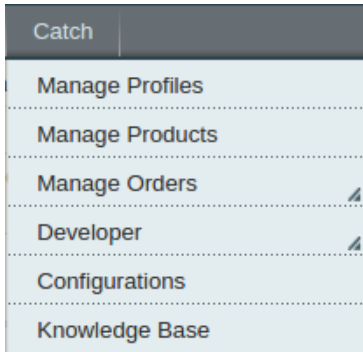 Catch
Manage Profiles
Manage Products
Manage Orders
Developer
Configurations
Knowledge Base